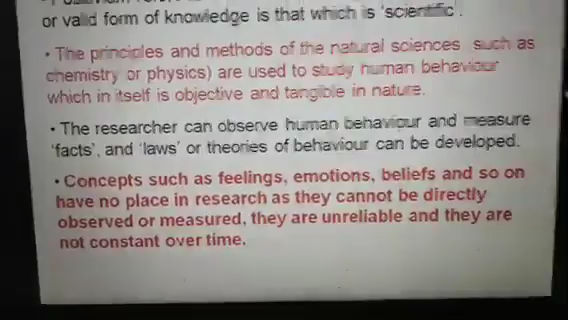 or valid form of knowledge is that which is 'scientific'.
• The principles and methods of the natural sciences such as
chemistry or physics) are used to study human behaviour
which in itself is objective and tangible in nature.
• The researcher can observe human behaviour and measure
'facts', and 'laws' or theories of behaviour can be developed.
• Concepts such as feelings, emotions, beliefs and so on
have no place in research as they cannot be directly
observed or measured, they are unreliable and they are
not constant over time.